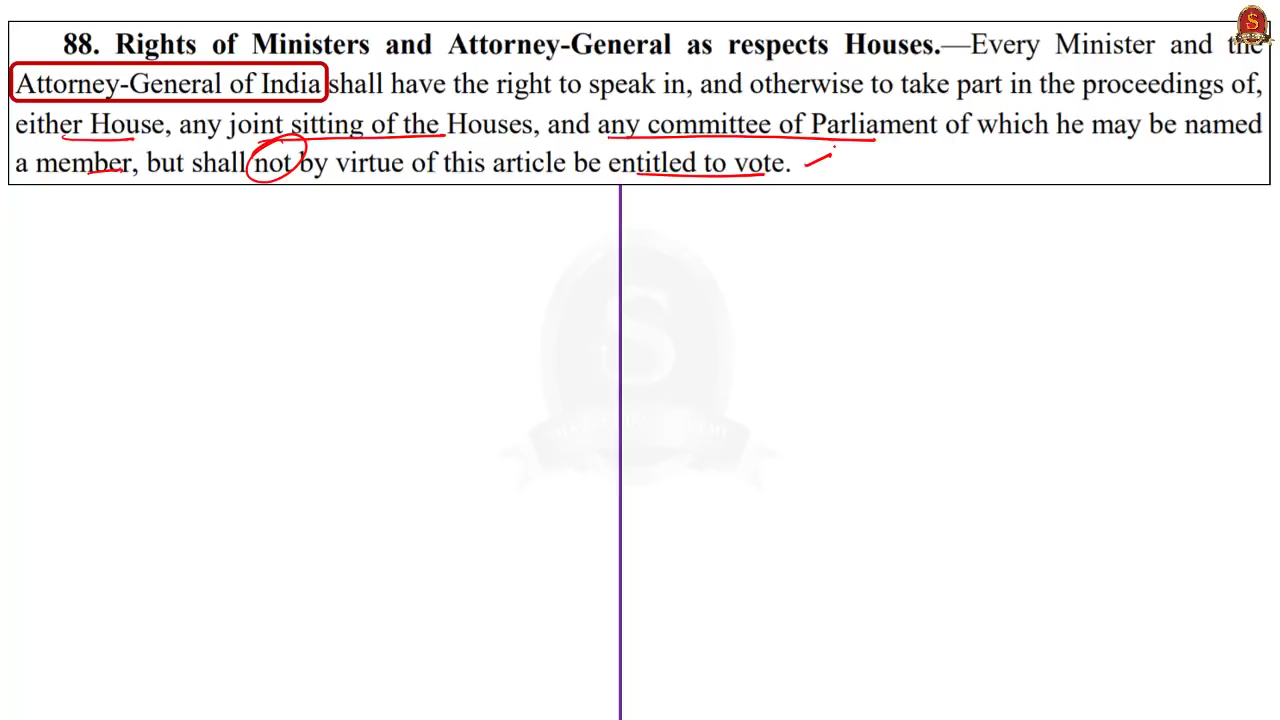 88. Rights of Ministers and Attorney-General as respects Houses.—Every Minister and the
Attorney-General of India shall have the right to speak in, and otherwise to take part in the proceedings of,
either House, any joint sitting of the Houses, and any committee of Parliament of which he may be named
a member, but shall not by virtue of this article be entitled to vote.
S
S